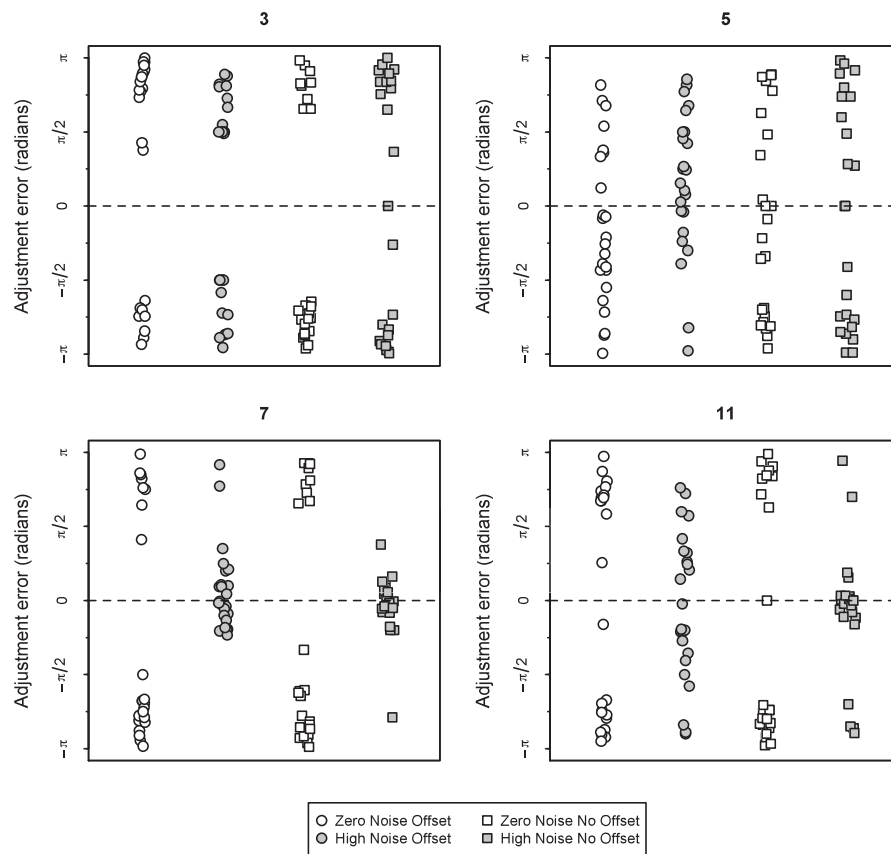 3
5
Adjustment error (radians)
π
π/2
0
−π/2
−π
Adjustment error (radians)
π
π/2
0
−π/2
−π
7
11
Adjustment error (radians)
π
π/2
0
−π/2
−π
Adjustment error (radians)
π
π/2
0
−π/2
−π
Zero Noise Offset
Zero Noise No Offset
High Noise Offset
High Noise No Offset